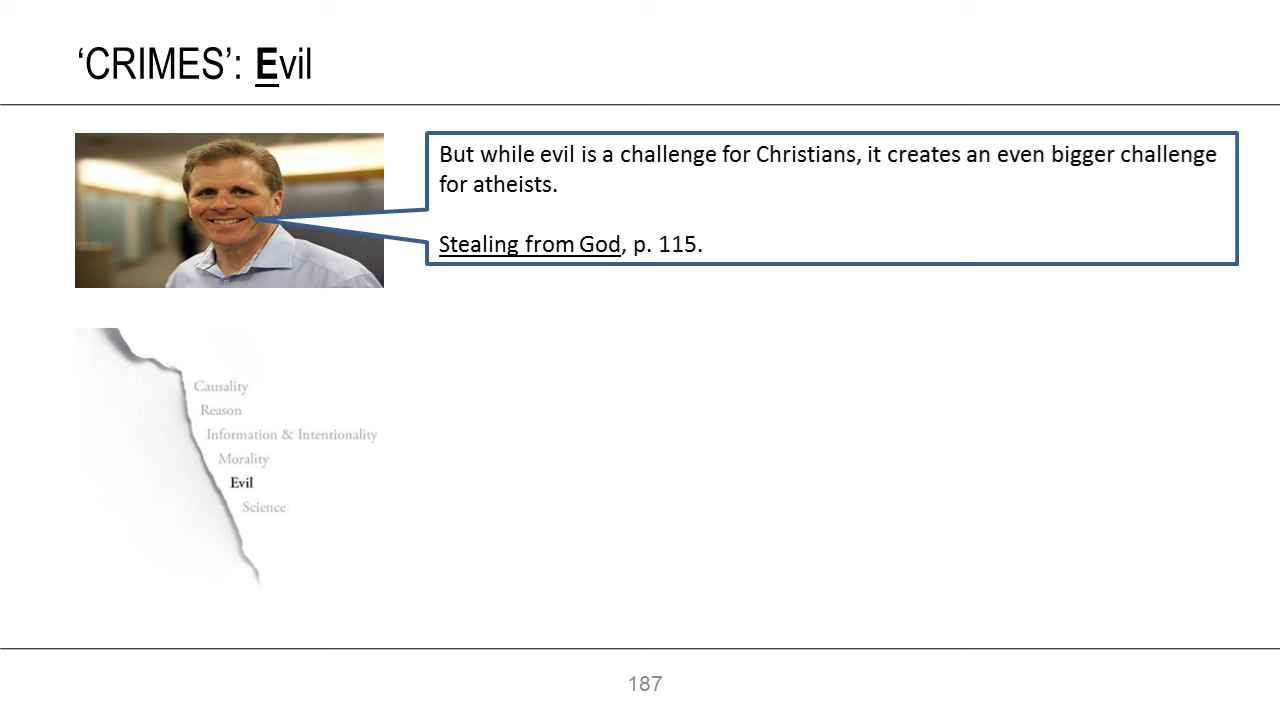 ‘CRIMES’: Evil
But while evil is a challenge for Christians, it creates an even bigger challenge
for atheists.
Stealing from God, p. 115.
Causality
Reason
Information & Intentionality
Morality
Evil
Science
187